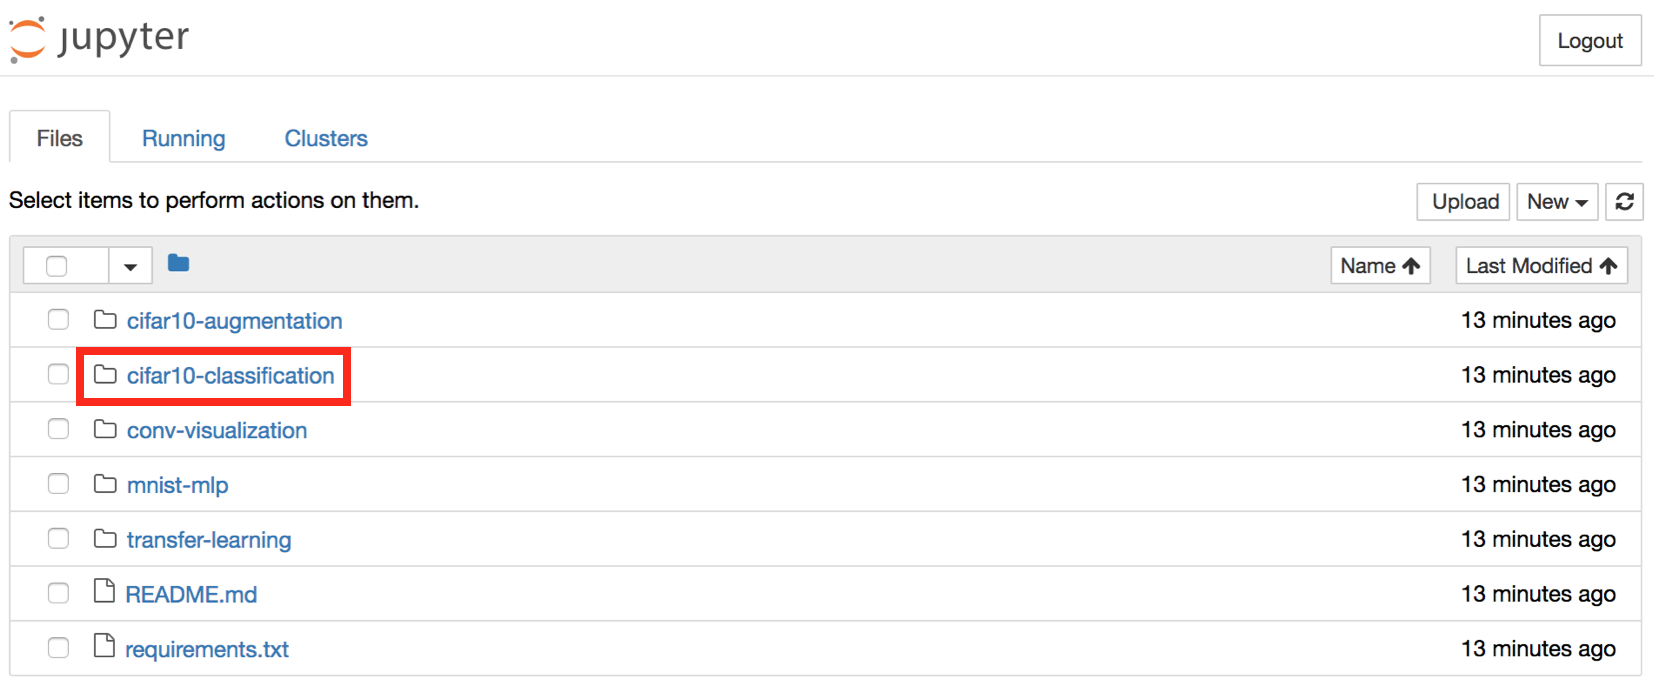 jupyter
Logout
Files Running Clusters
Select items to perform actions on them.
Upload New
Name Last Modified
cifar10-augmentation 13 minutes ago
cifar10-classification 13 minutes ago
conv-visualization 13 minutes ago
mnist-mlp 13 minutes ago
transfer-learning 13 minutes ago
README.md 13 minutes ago
requirements.txt 13 minutes ago